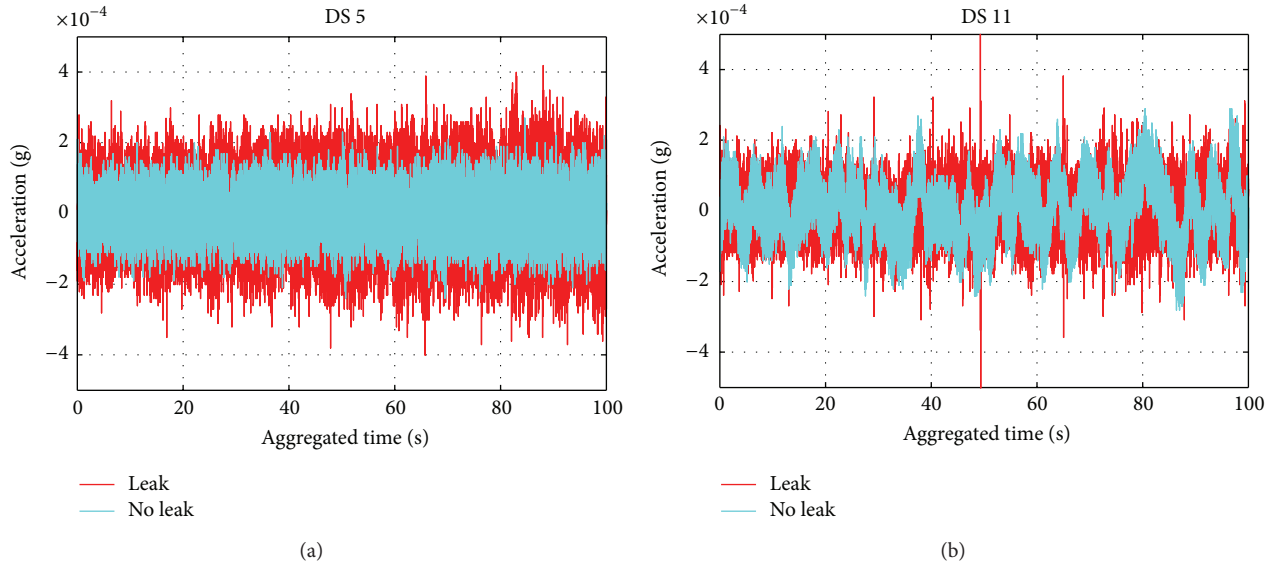 ×10⁻⁴
DS 5
4
2
0
−2
−4
Acceleration (g)
0 20 40 60 80 100
Aggregated time (s)
Leak
No leak
(a)
×10⁻⁴
DS 11
4
2
0
−2
−4
Acceleration (g)
0 20 40 60 80 100
Aggregated time (s)
Leak
No leak
(b)